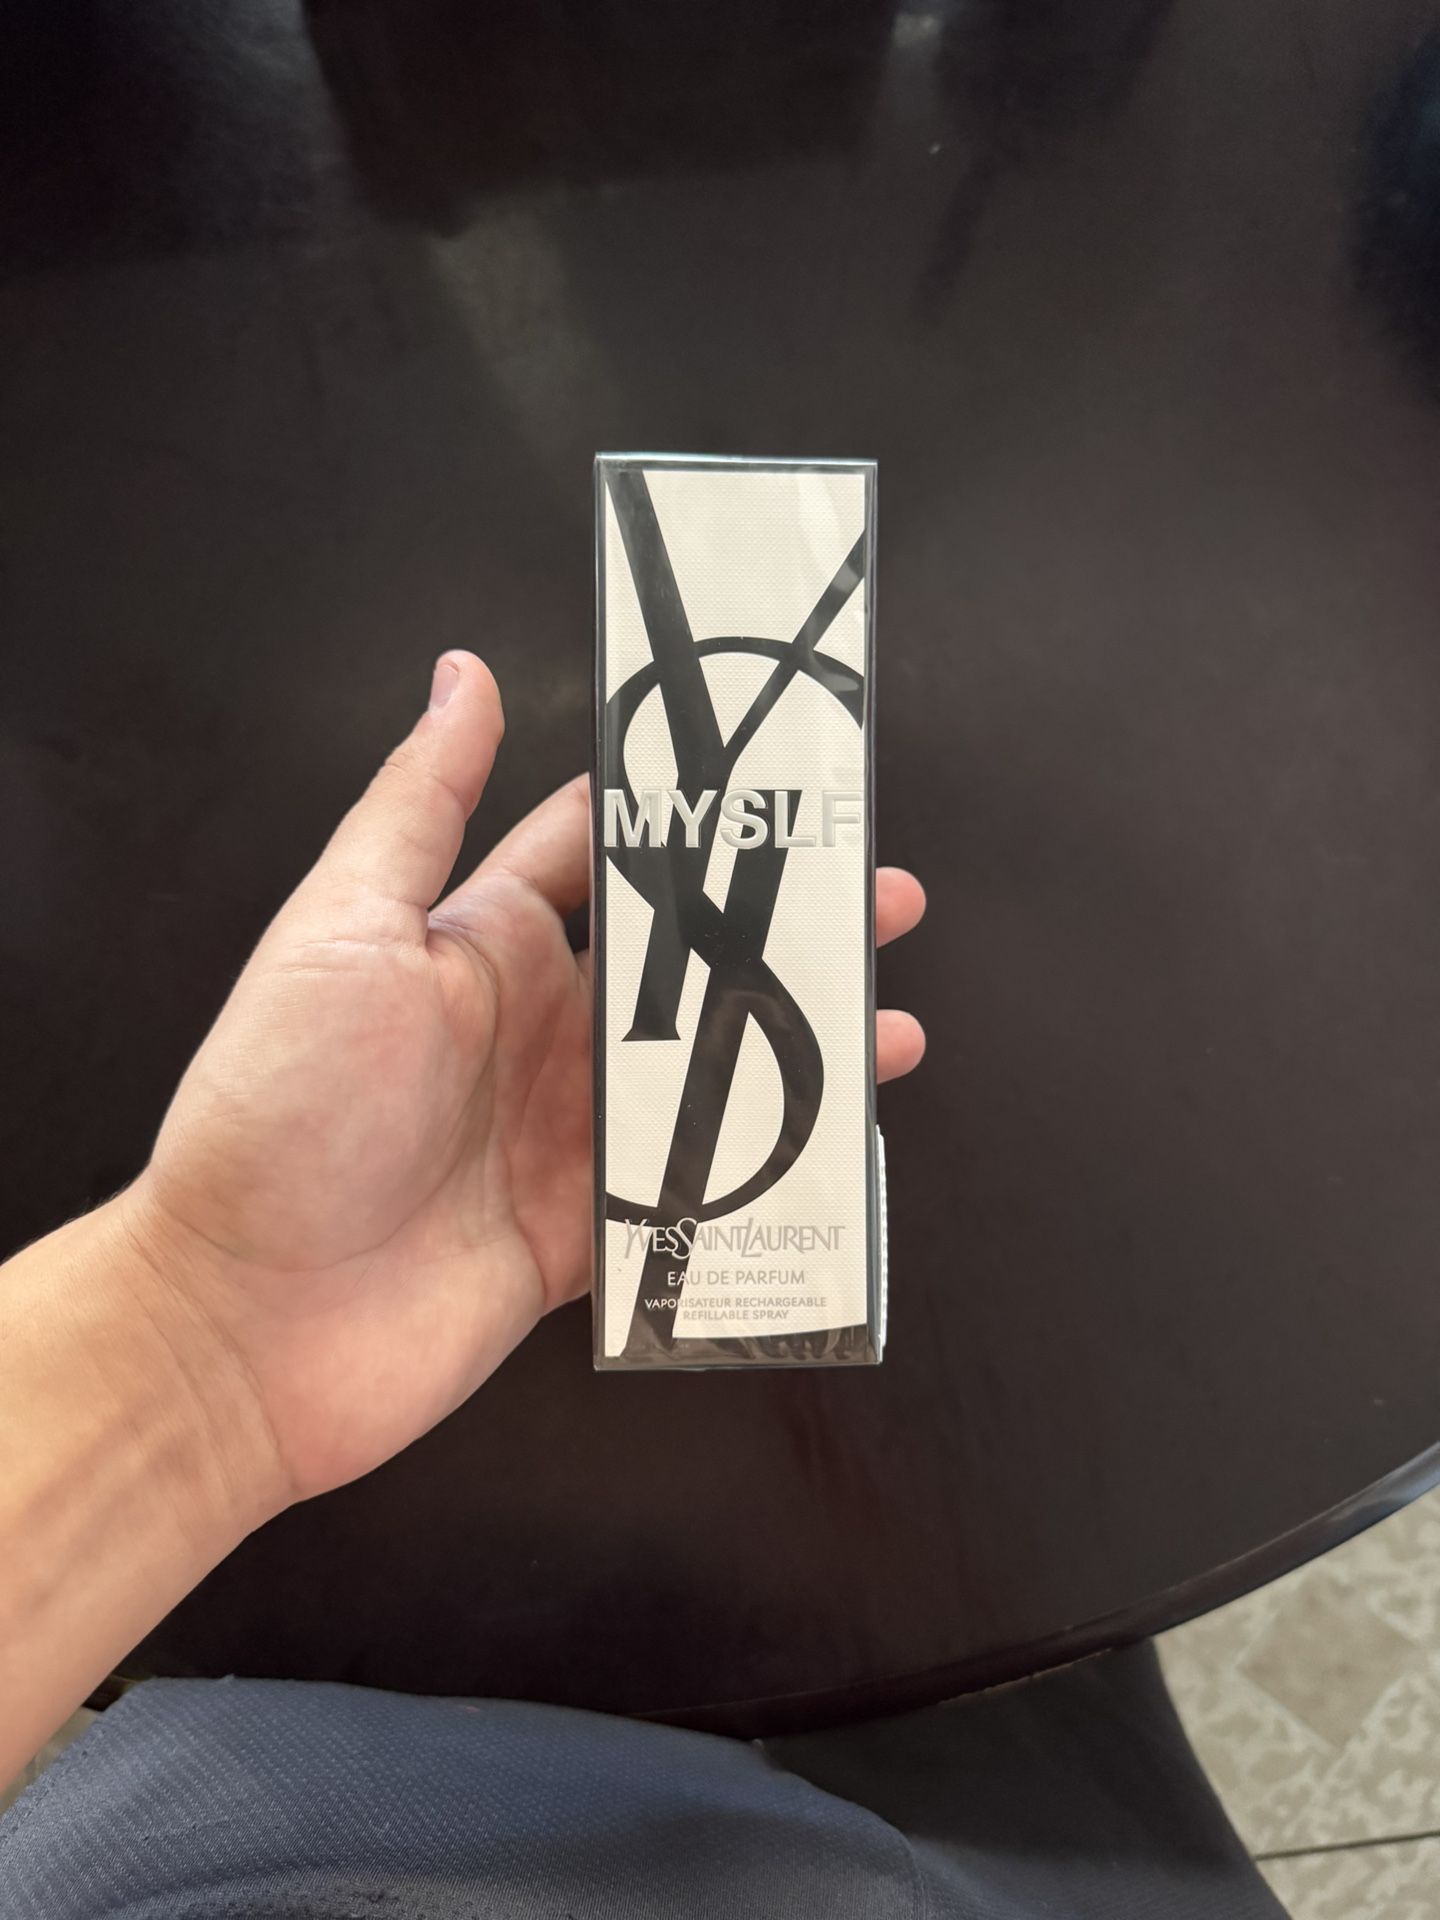 MYSLF
YVESSAINTLAURENT
EAU DE PARFUM
VAPORISATEUR RECHARGEABLE
REFILLABLE SPRAY